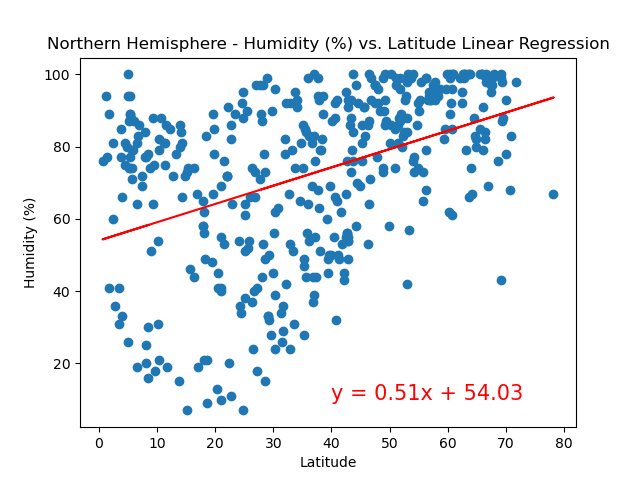 Northern Hemisphere - Humidity (%) vs. Latitude Linear Regression
100
80
60
40
20
Humidity (%)
y = 0.51x + 54.03
0 10 20 30 40 50 60 70 80
Latitude